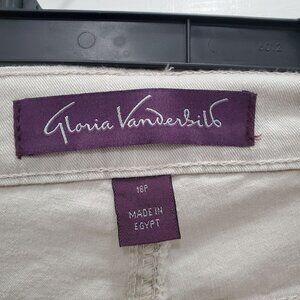 Gloria Vanderbilt
18P
MADE IN
EGYPT